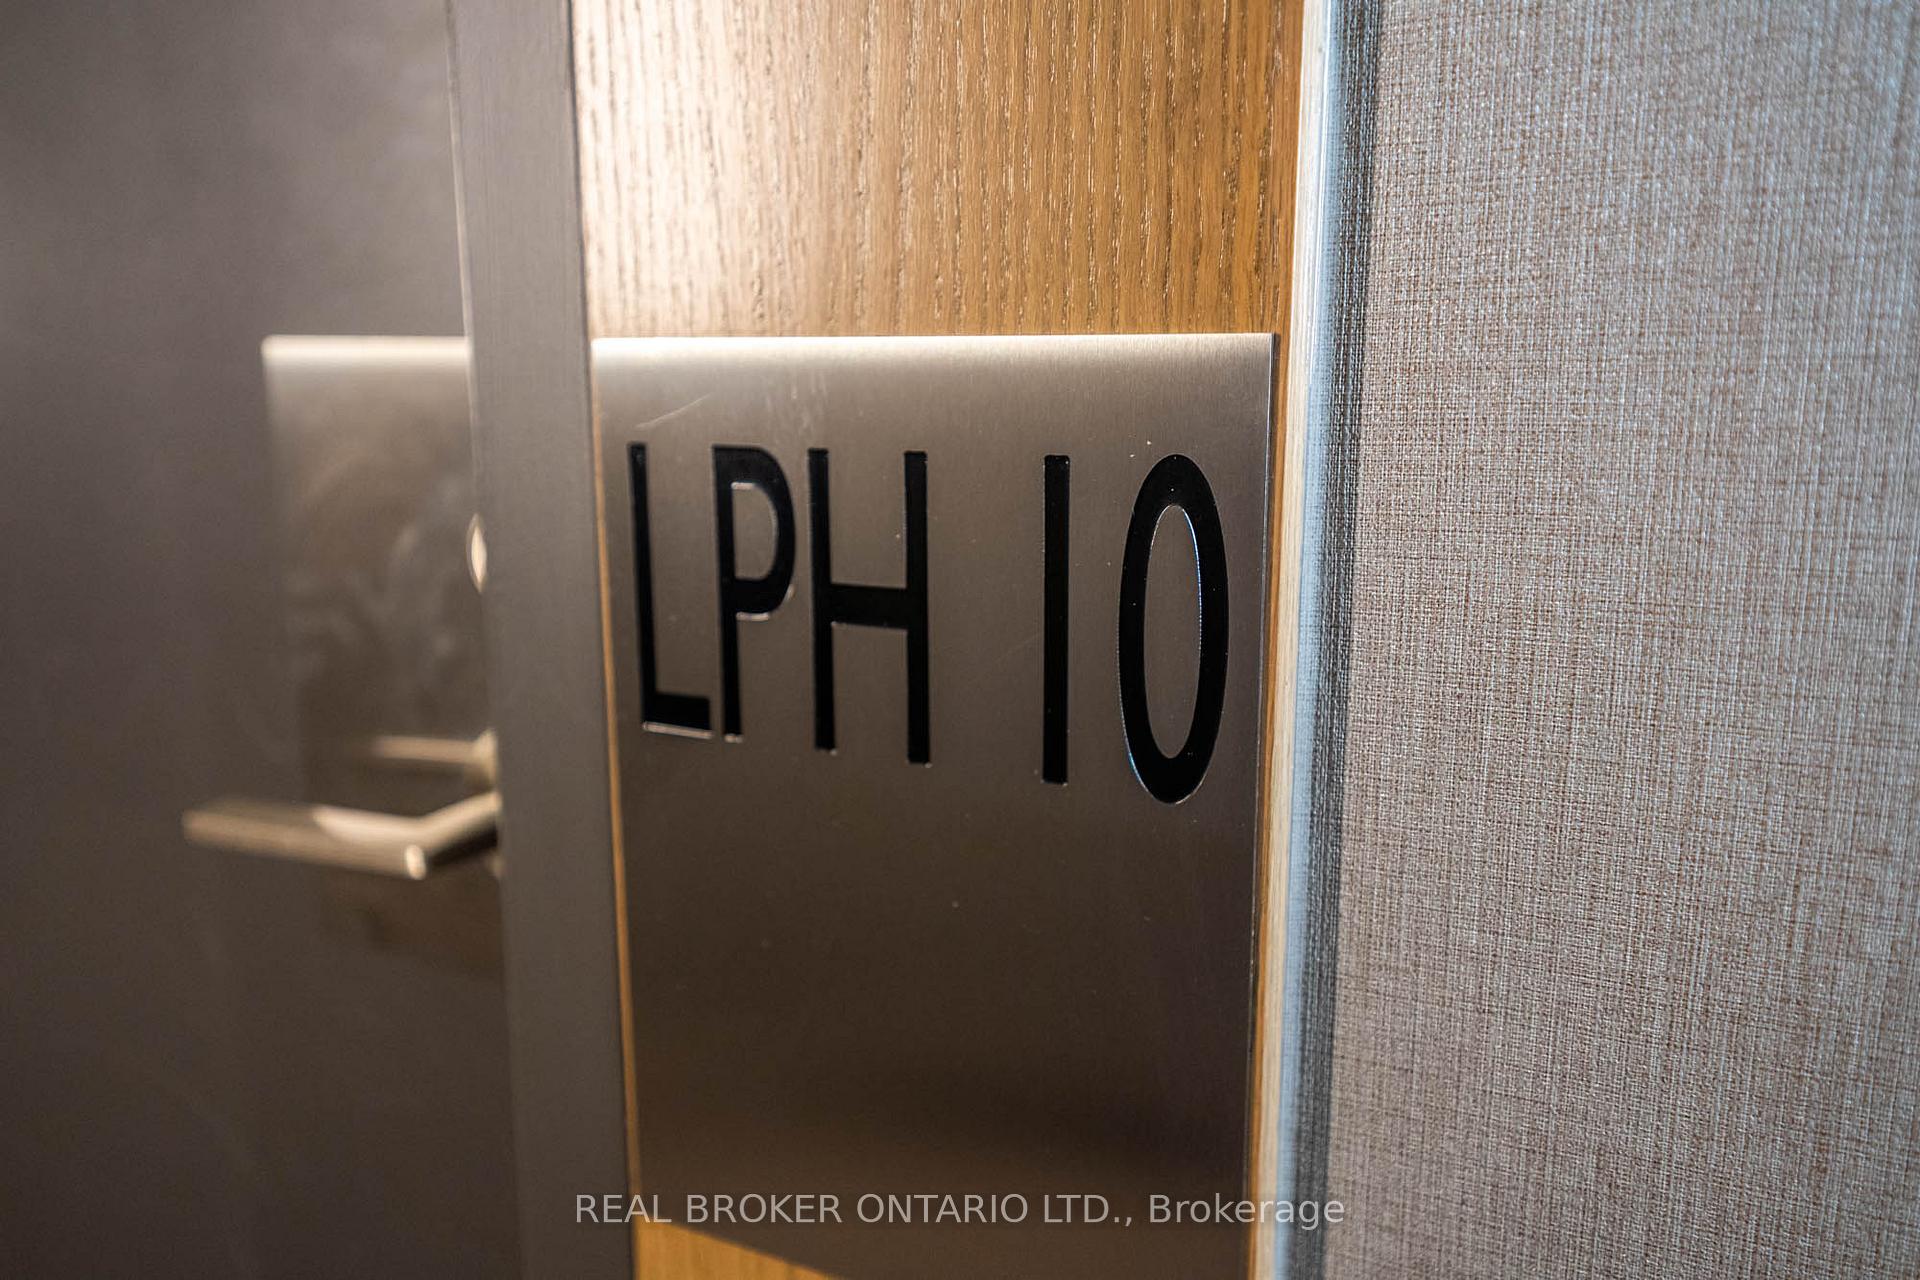 LPH 10
REAL BROKER ONTARIO LTD., Brokerage